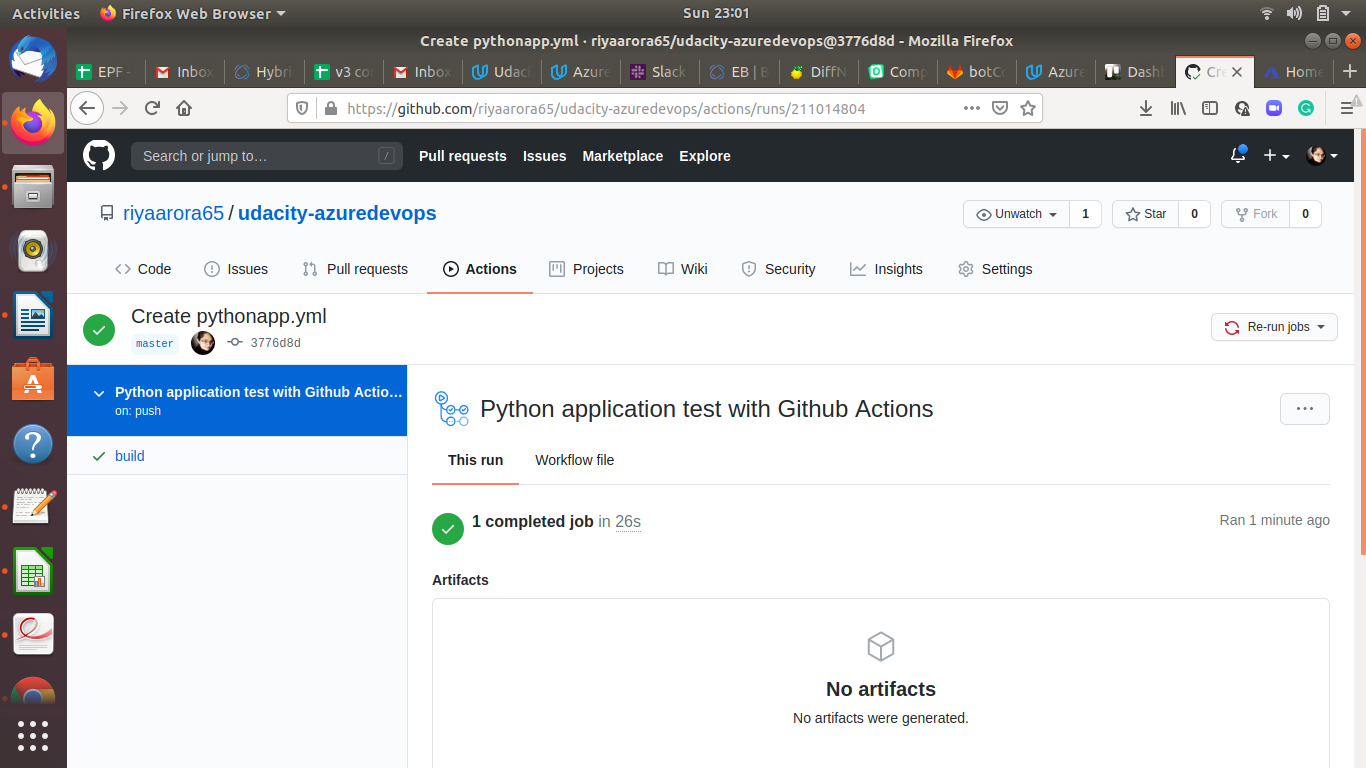 Activities Firefox Web Browser Sun 23:01
Create pythonapp.yml · riyaarora65/udacity-azuredevops@3776d8d - Mozilla Firefox
EPF - Inbox Hybri v3 co Inbox Udac Azure Slack EB | B DiffN Comp botCo Azure Dash Cre Home
https://github.com/riyaarora65/udacity-azuredevops/actions/runs/211014804
Search or jump to… / Pull requests Issues Marketplace Explore
riyaarora65 / udacity-azuredevops Unwatch 1 Star 0 Fork 0
Code Issues Pull requests Actions Projects Wiki Security Insights Settings
Create pythonapp.yml
master 3776d8d Re-run jobs
Python application test with Github Actio…
on: push
build
Python application test with Github Actions
This run Workflow file
1 completed job in 26s Ran 1 minute ago
Artifacts
No artifacts
No artifacts were generated.